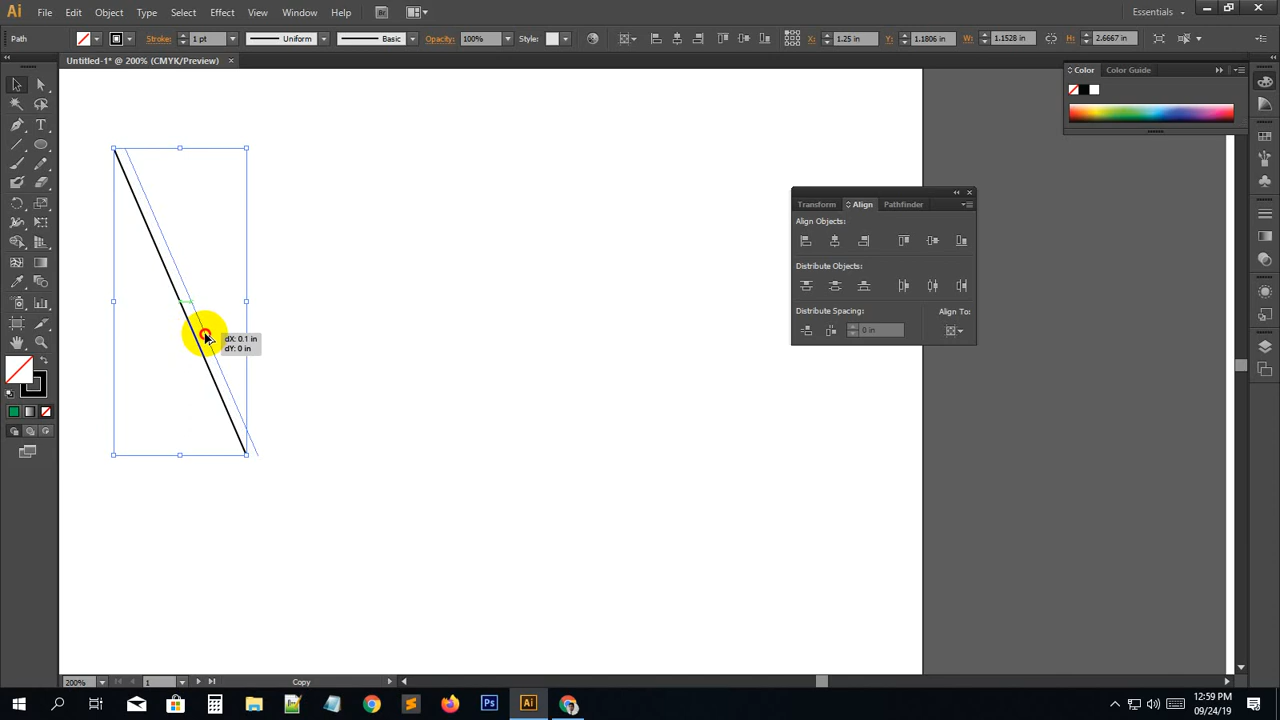 Ai File Edit Object Type Select Effect View Window Help Br Essentials
Path Stroke: 1 pt Uniform Basic Opacity: 100% Style: X: 1.25 in Y: 1.1806 in W: 1.1528 in H: 2.6667 in
Untitled-1* @ 200% (CMYK/Preview)
Color Color Guide
Transform Align Pathfinder
Align Objects:
Distribute Objects:
Distribute Spacing: Align To:
0 in
dX: 0.1 in
dY: 0 in
T
200% 1 Copy
Ps Ai 12:59 PM
09/24/19